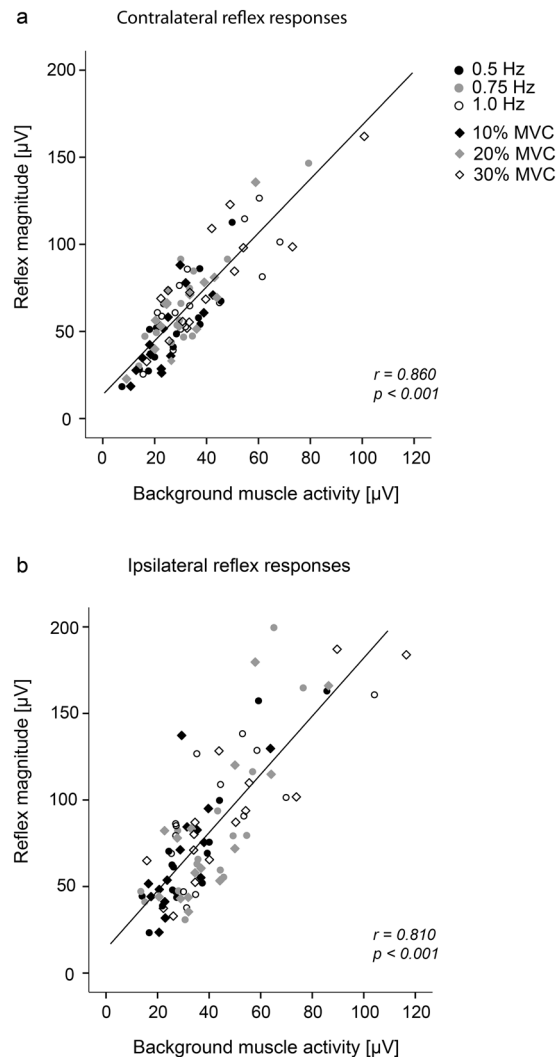 a
Contralateral reflex responses
200
150
100
50
0
Reflex magnitude [µV]
0 20 40 60 80 100 120
Background muscle activity [µV]
r = 0.860
p < 0.001
0.5 Hz
0.75 Hz
1.0 Hz
10% MVC
20% MVC
30% MVC
b
Ipsilateral reflex responses
200
150
100
50
0
Reflex magnitude [µV]
0 20 40 60 80 100 120
Background muscle activity [µV]
r = 0.810
p < 0.001